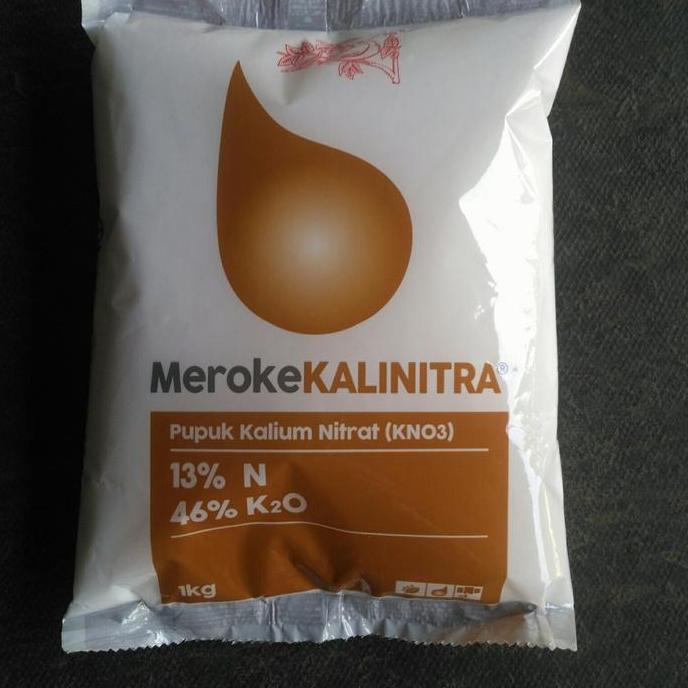 MerokeKALINITRA®
Pupuk Kalium Nitrat (KNO3)
13% N
46% K₂O
1kg